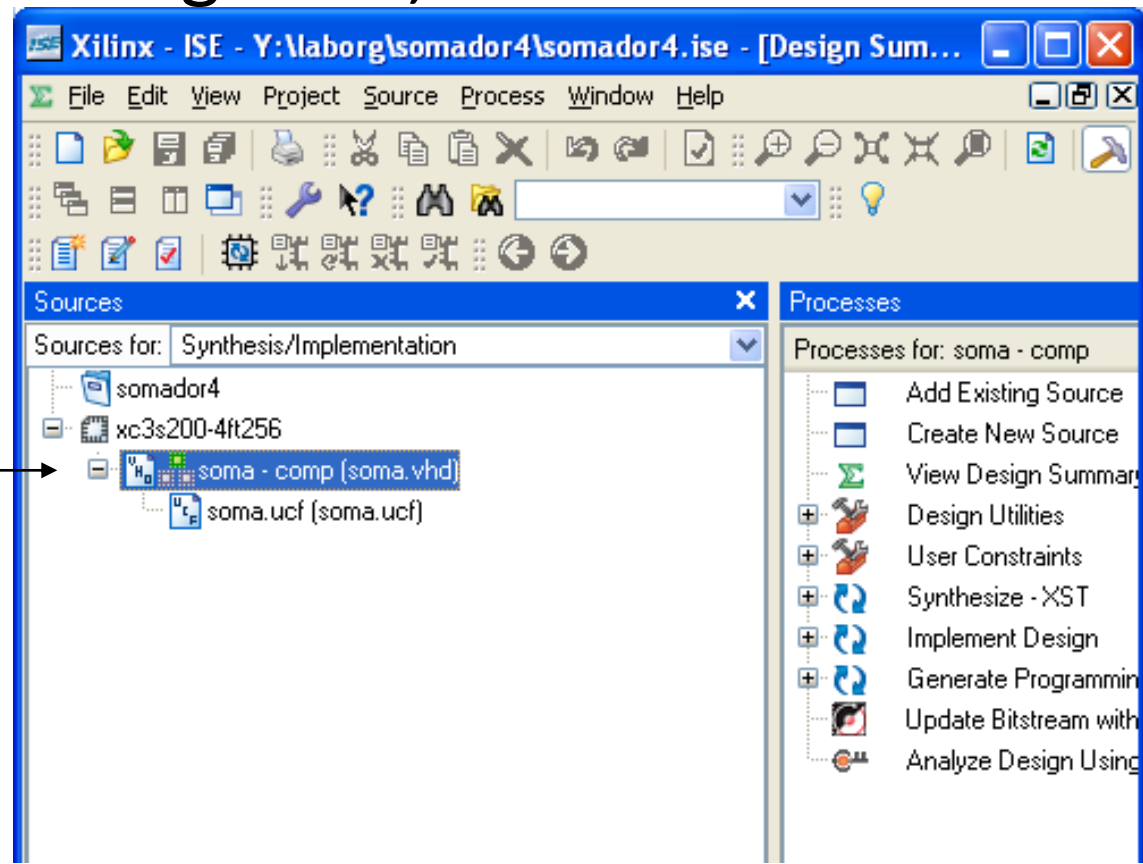 Xilinx - ISE - Y:\laborg\somador4\somador4.ise - [Design Sum...
File Edit View Project Source Process Window Help
Sources
Sources for: Synthesis/Implementation
somador4
xc3s200-4ft256
soma - comp (soma.vhd)
soma.ucf (soma.ucf)
Processes
Processes for: soma - comp
Add Existing Source
Create New Source
View Design Summary
Design Utilities
User Constraints
Synthesize - XST
Implement Design
Generate Programmin
Update Bitstream with
Analyze Design Using